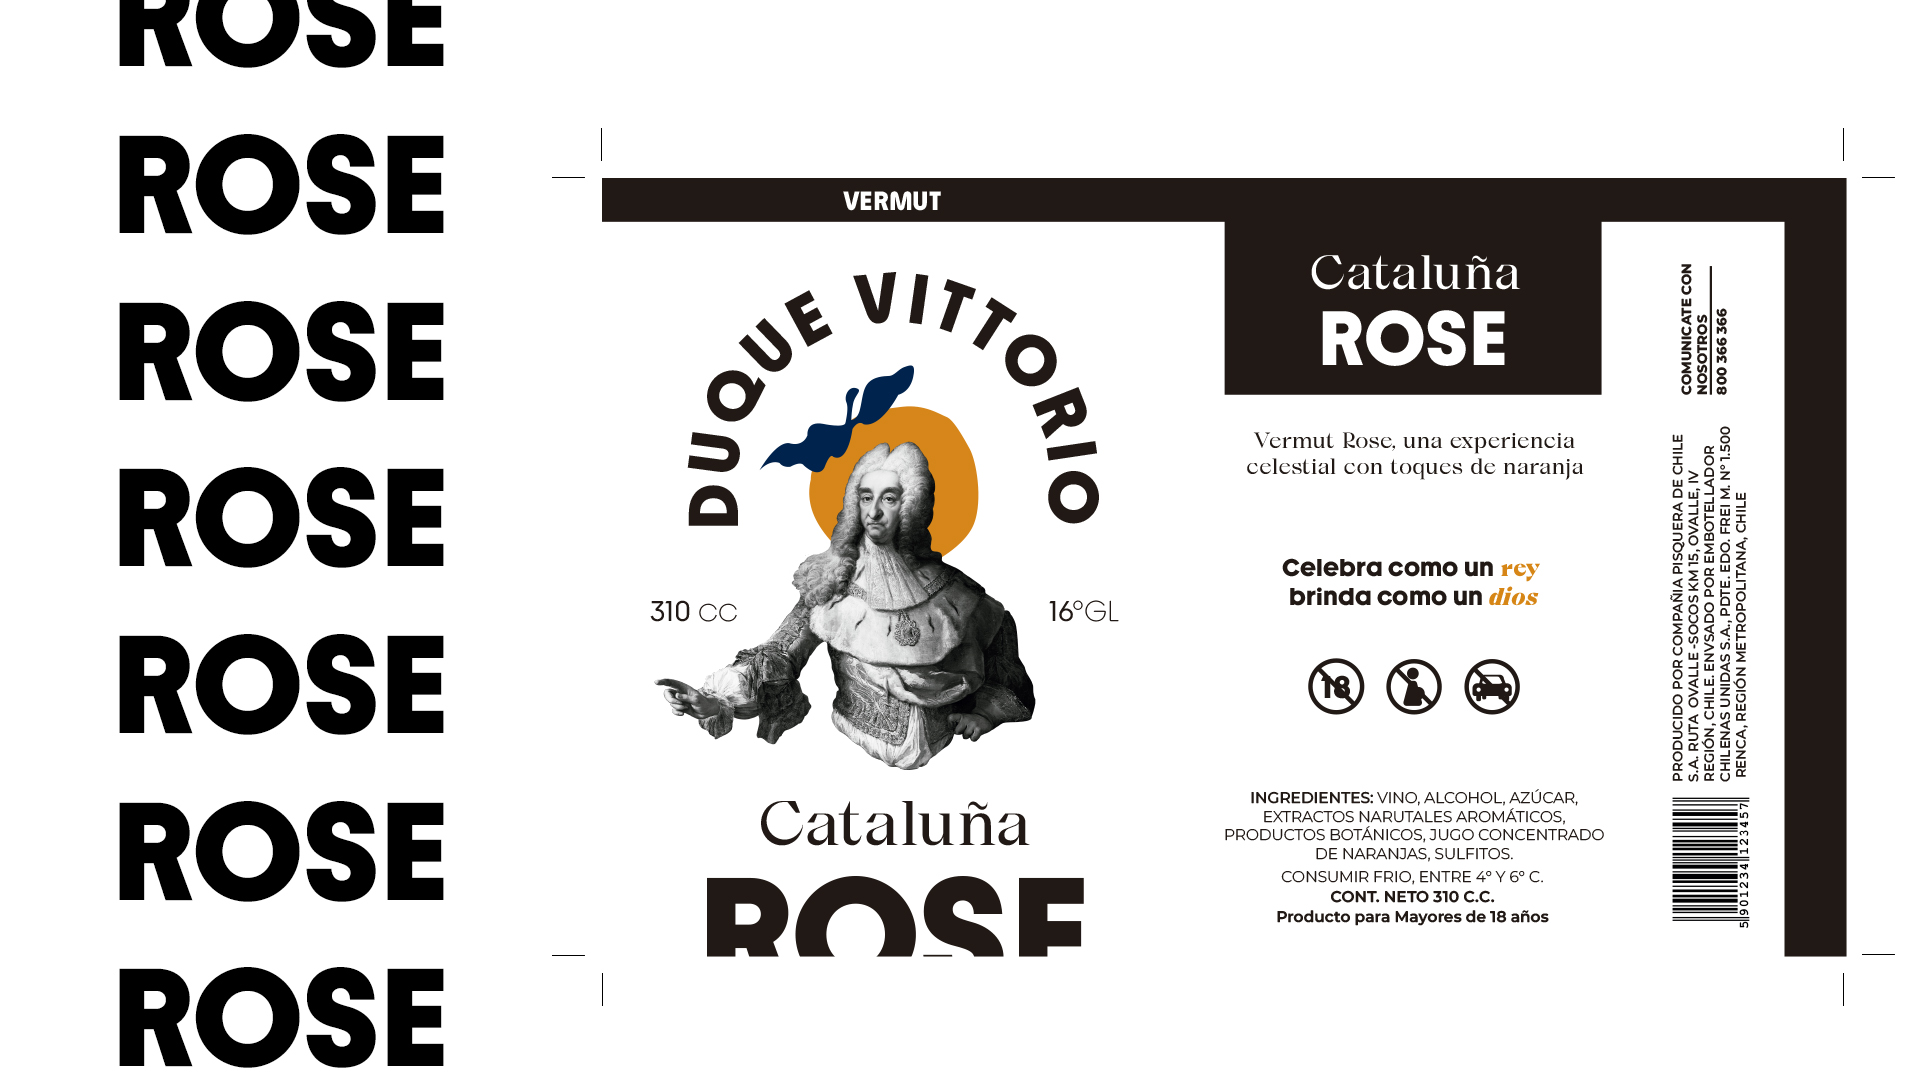 ROSE
ROSE
ROSE
ROSE
ROSE
ROSE
ROSE
VERMUT
DUQUE VITTORIO
310 CC
16°GL
Cataluña
ROSE
Cataluña
ROSE
Vermut Rose, una experiencia
celestial con toques de naranja
Celebra como un rey
brinda como un dios
18
INGREDIENTES: VINO, ALCOHOL, AZÚCAR,
EXTRACTOS NARUTALES AROMÁTICOS,
PRODUCTOS BOTÁNICOS, JUGO CONCENTRADO
DE NARANJAS, SULFITOS.
CONSUMIR FRIO, ENTRE 4° Y 6° C.
CONT. NETO 310 C.C.
Producto para Mayores de 18 años
COMUNICATE CON
NOSOTROS
800 366 366
PRODUCIDO POR COMPAÑIA PISQUERA DE CHILE
S.A. RUTA OVALLE-SOCOS KM 15, OVALLE, IV
REGIÓN, CHILE. ENVSADO POR EMBOTELLADOR
CHILENAS UNIDAS S.A., PDTE. EDO. FREI M. N° 1.500
RENCA, REGION METROPOLITANA, CHILE
5 901234 123457